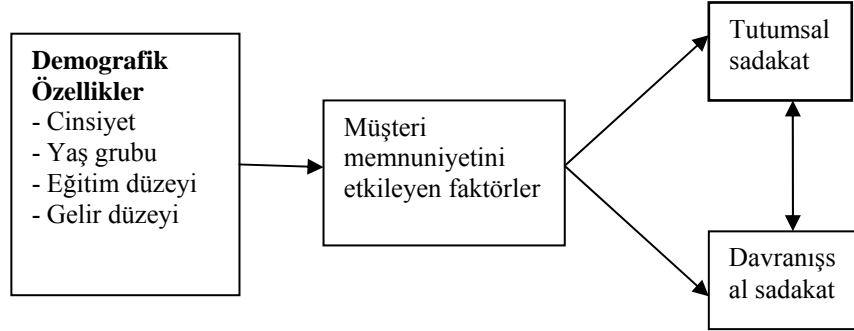 Demografik
Özellikler
- Cinsiyet
- Yaş grubu
- Eğitim düzeyi
- Gelir düzeyi
Müşteri
memnuniyetini
etkileyen faktörler
Tutumsal
sadakat
Davranışs
al sadakat